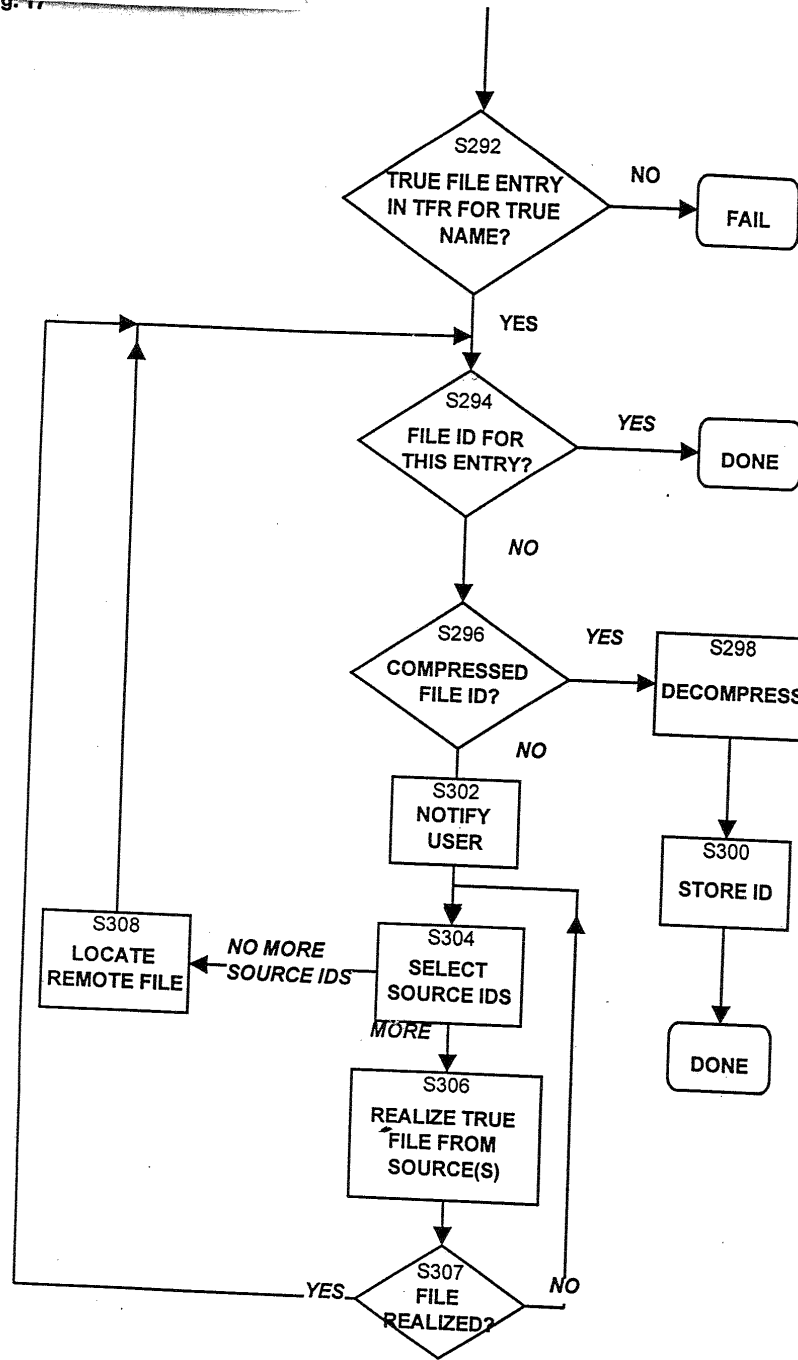 S292
TRUE FILE ENTRY
IN TFR FOR TRUE
NAME?
NO
FAIL
YES
S294
FILE ID FOR
THIS ENTRY?
YES
DONE
NO
S296
COMPRESSED
FILE ID?
YES
S298
DECOMPRESS
NO
S302
NOTIFY
USER
S300
STORE ID
S308
LOCATE
REMOTE FILE
NO MORE
SOURCE IDS
S304
SELECT
SOURCE IDS
MORE
DONE
S306
REALIZE TRUE
FILE FROM
SOURCE(S)
S307
FILE
REALIZED?
YES
NO